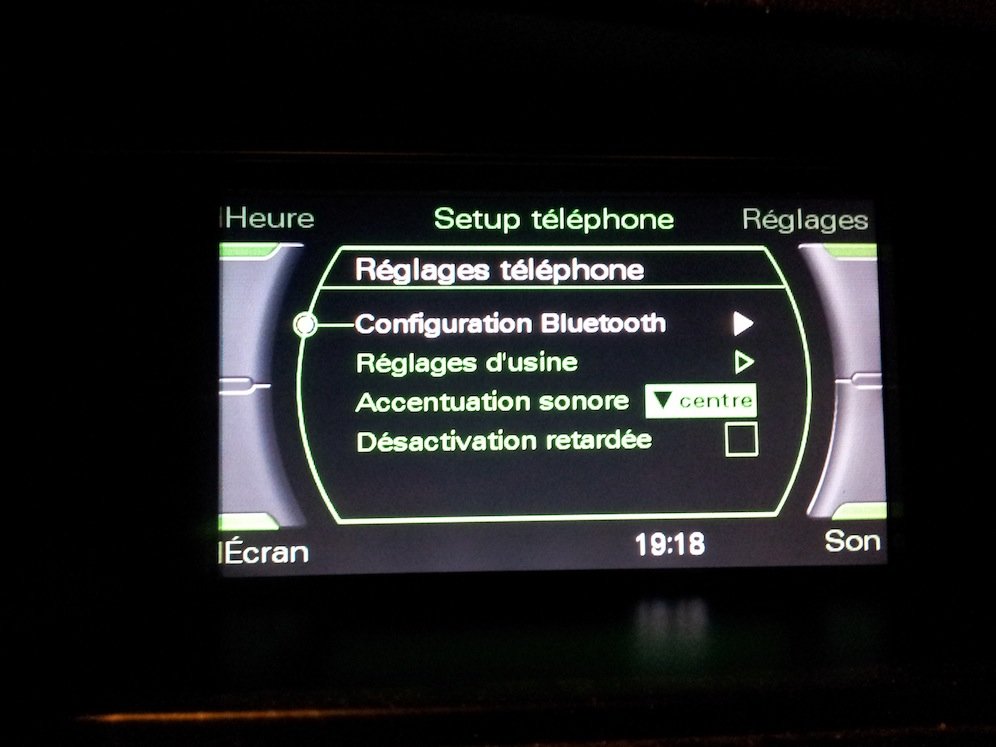 Heure Setup téléphone Réglages
Réglages téléphone
Configuration Bluetooth
Réglages d'usine
Accentuation sonore ▼ centre
Désactivation retardée
Écran 19:18 Son